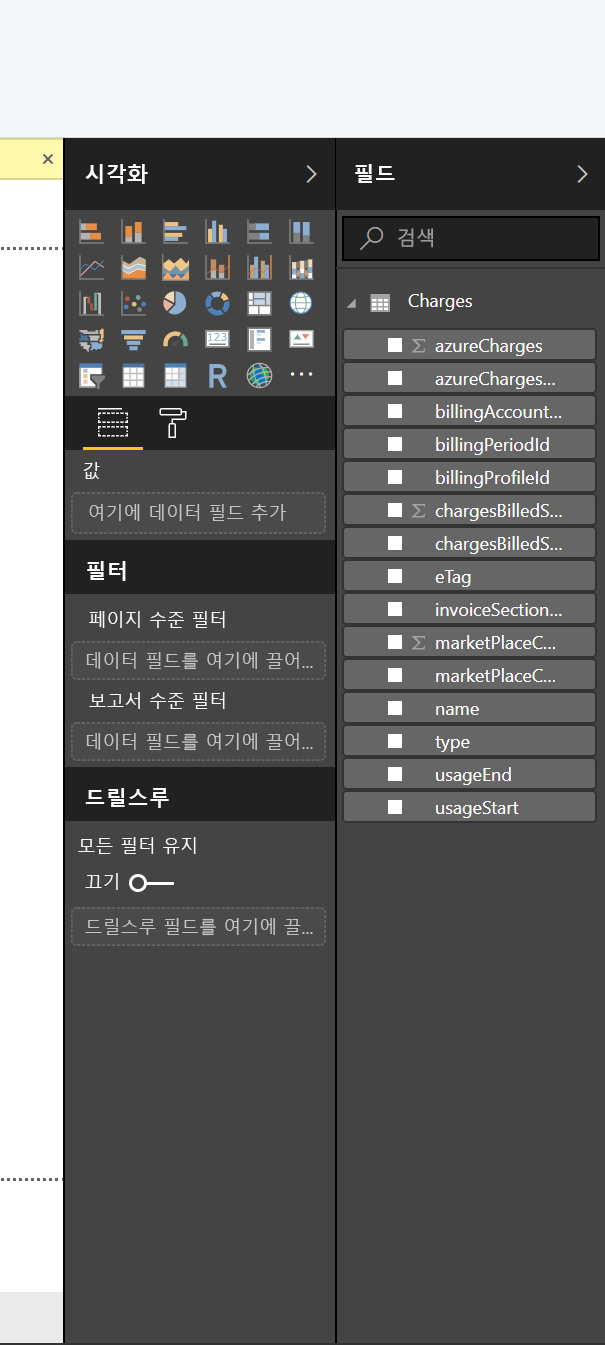 시각화
필드
검색
123
R
값
여기에 데이터 필드 추가
필터
페이지 수준 필터
데이터 필드를 여기에 끌어...
보고서 수준 필터
데이터 필드를 여기에 끌어...
드릴스루
모든 필터 유지
끄기
드릴스루 필드를 여기에 끌...
Charges
Σ azureCharges
azureCharges...
billingAccount...
billingPeriodId
billingProfileId
Σ chargesBilledS...
chargesBilledS...
eTag
invoiceSection...
Σ marketPlaceC...
marketPlaceC...
name
type
usageEnd
usageStart